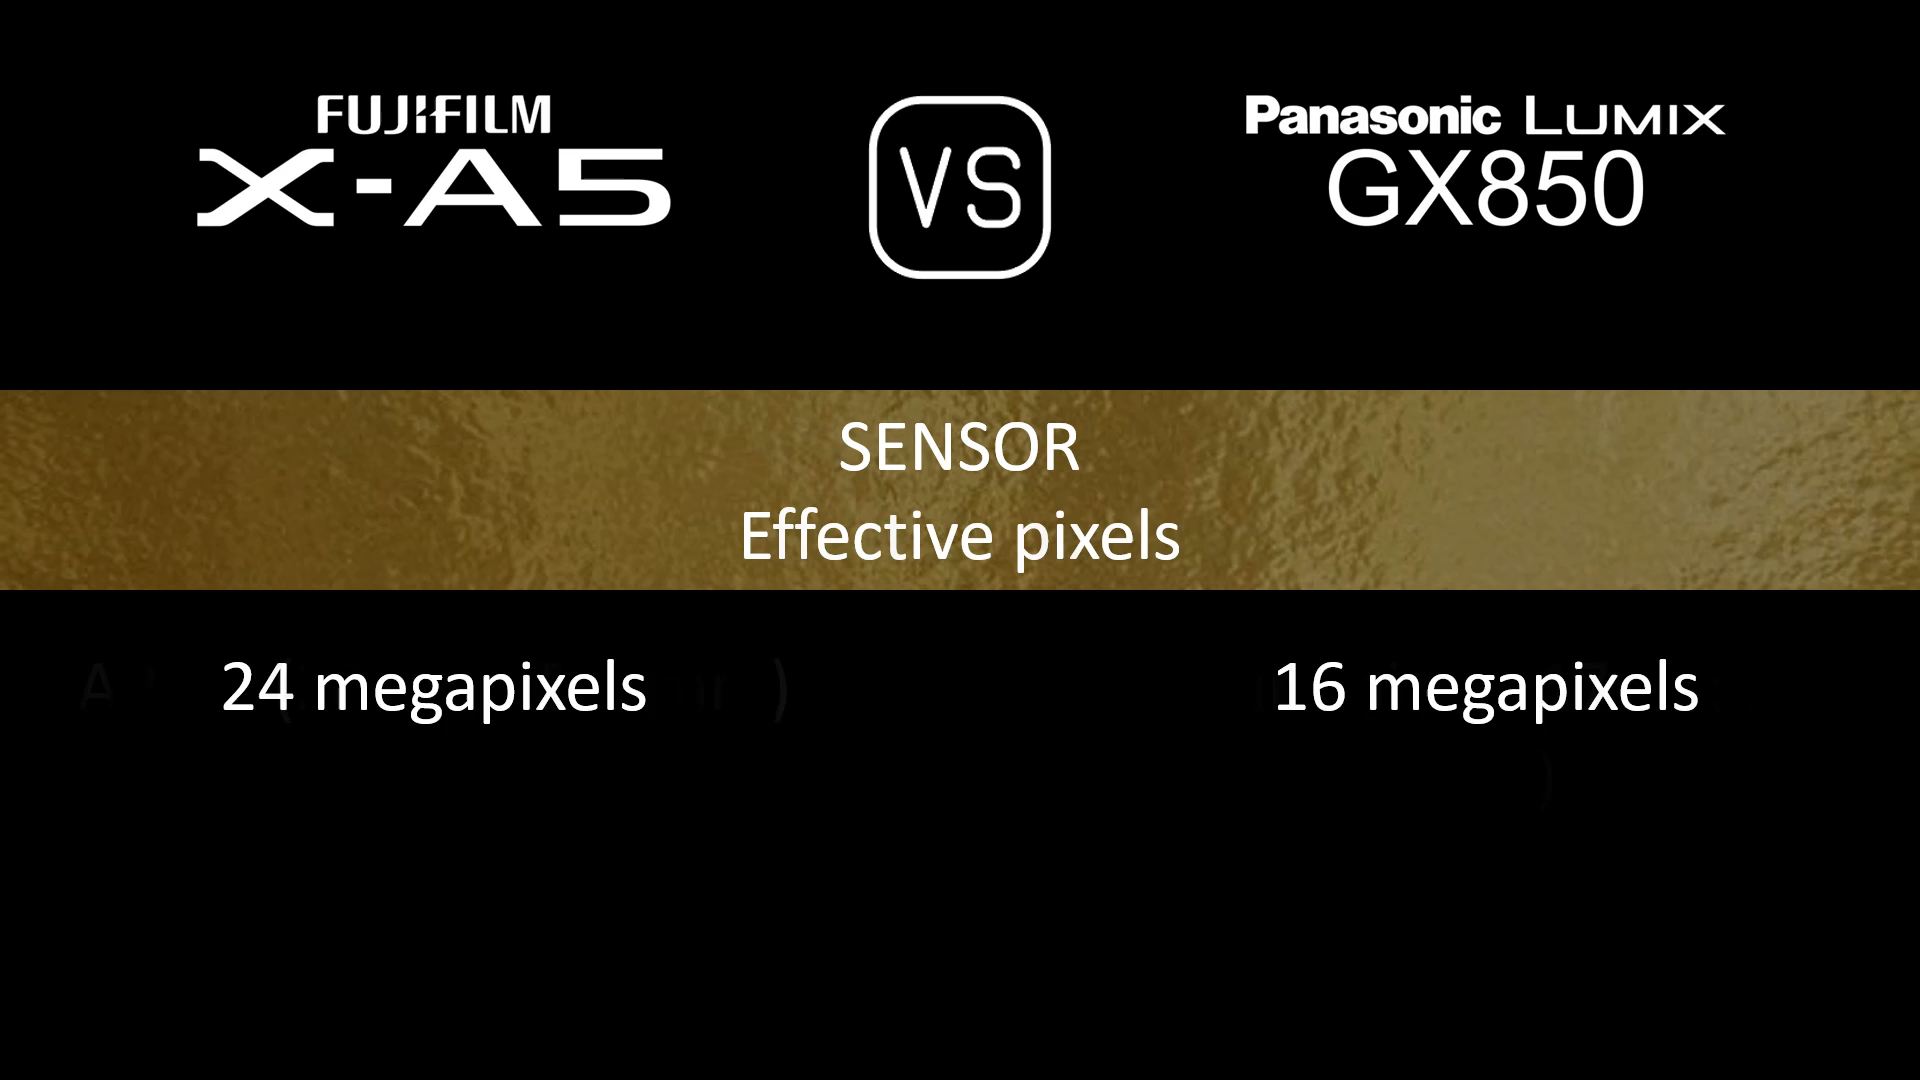 FUJIFILM
X-A5
VS
Panasonic LUMIX
GX850
SENSOR
Effective pixels
24 megapixels
16 megapixels